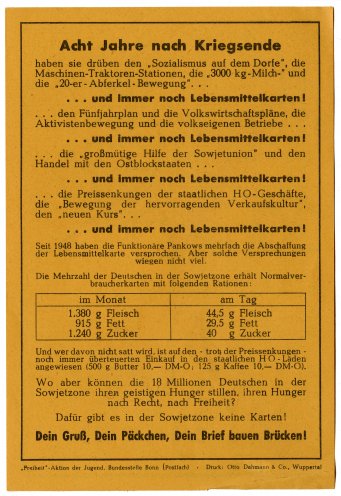 Acht Jahre nach Kriegsende
haben sie drüben den „Sozialismus auf dem Dorfe", die
Maschinen-Traktoren-Stationen, die „3000 kg-Milch-" und
die „20-er-Abferkel-Bewegung" . . .
. . . und immer noch Lebensmittelkarten!
. . . den Fünfjahrplan und die Volkswirtschaftspläne, die
Aktivistenbewegung und die volkseigenen Betriebe . . .
. . . und immer noch Lebensmittelkarten!
. . . die „großmütige Hilfe der Sowjetunion" und den
Handel mit den Ostblockstaaten . . .
. . . und immer noch Lebensmittelkarten!
. . . die Preissenkungen der staatlichen HO-Geschäfte,
die „Bewegung der hervorragenden Verkaufskultur",
den „neuen Kurs" . . .
. . . und immer noch Lebensmittelkarten!
Seit 1948 haben die Funktionäre Pankows mehrfach die Abschaffung
der Lebensmittelkarte versprochen. Aber solche Versprechungen
wiegen nicht viel.
Die Mehrzahl der Deutschen in der Sowjetzone erhält Normalver-
braucherkarten mit folgenden Rationen:
im Monat am Tag
1.380 g Fleisch 44,5 g Fleisch
915 g Fett 29,5 g Fett
1.240 g Zucker 40 g Zucker
Und wer davon nicht satt wird, ist auf den - trotz der Preissenkungen -
noch immer überteuerten Einkauf in den staatlichen HO-Läden
angewiesen (500 g Butter 10,— DM-O; 125 g Kaffee 10,— DM-O).
Wo aber können die 18 Millionen Deutschen in der
Sowjetzone ihren geistigen Hunger stillen, ihren Hunger
nach Recht, nach Freiheit?
Dafür gibt es in der Sowjetzone keine Karten!
Dein Gruß, Dein Päckchen, Dein Brief bauen Brücken!
„Freiheit"-Aktion der Jugend, Bundesstelle Bonn (Postfach) - Druck: Otto Dahmann & Co., Wuppertal